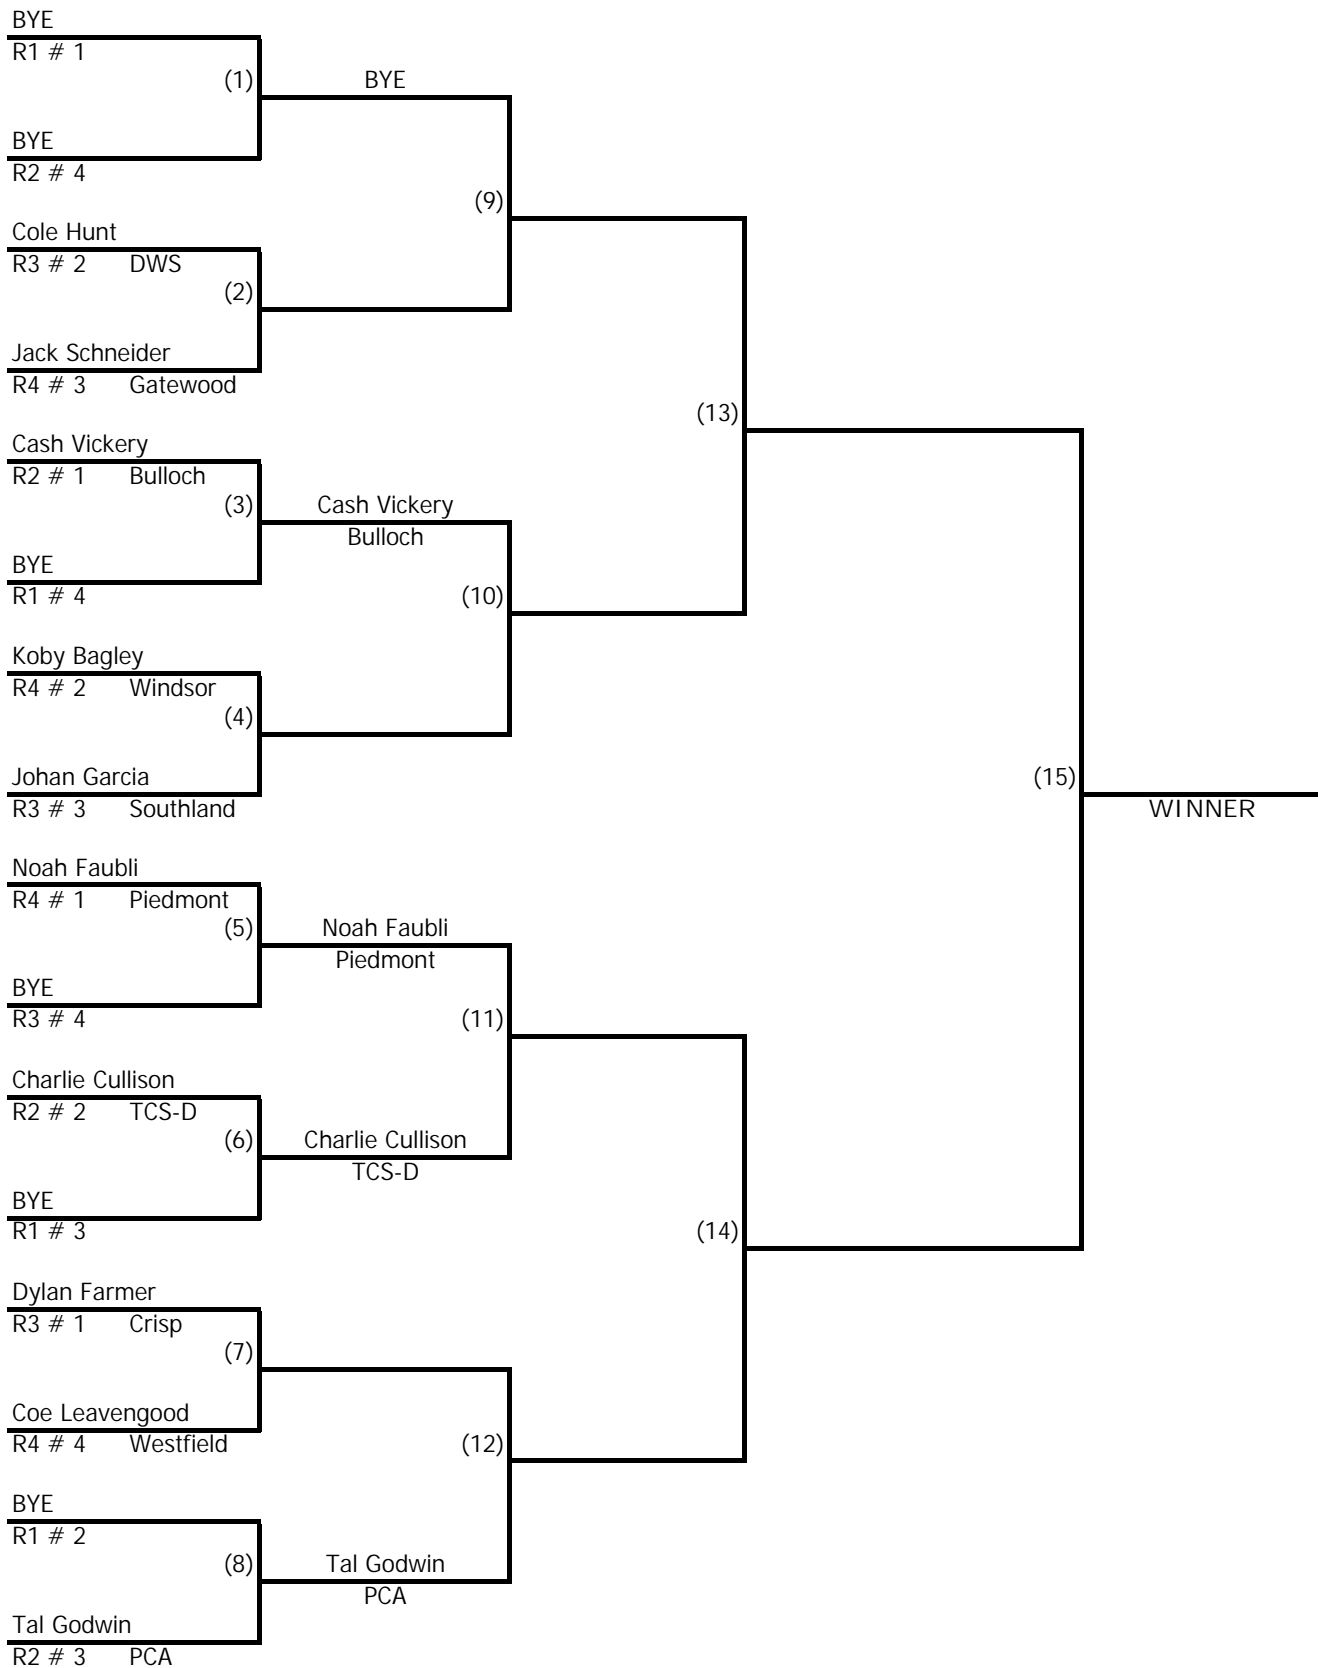 BYE
R1 # 1
(1)
BYE
BYE
R2 # 4
(9)
Cole Hunt
R3 # 2 DWS
(2)
Jack Schneider
R4 # 3 Gatewood
(13)
Cash Vickery
R2 # 1 Bulloch
(3)
Cash Vickery
Bulloch
BYE
R1 # 4
(10)
Koby Bagley
R4 # 2 Windsor
(4)
Johan Garcia
R3 # 3 Southland
(15)
WINNER
Noah Faubli
R4 # 1 Piedmont
(5)
Noah Faubli
Piedmont
BYE
R3 # 4
(11)
Charlie Cullison
R2 # 2 TCS-D
(6)
Charlie Cullison
TCS-D
BYE
R1 # 3
(14)
Dylan Farmer
R3 # 1 Crisp
(7)
Coe Leavengood
R4 # 4 Westfield
(12)
BYE
R1 # 2
(8)
Tal Godwin
PCA
Tal Godwin
R2 # 3 PCA